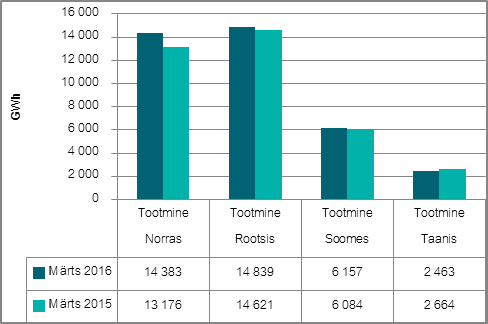 16 000
14 000
12 000
10 000
8 000
6 000
4 000
2 000
0
GWh
Tootmine Norras
Tootmine Rootsis
Tootmine Soomes
Tootmine Taanis
Märts 2016 14 383 14 839 6 157 2 463
Märts 2015 13 176 14 621 6 084 2 664